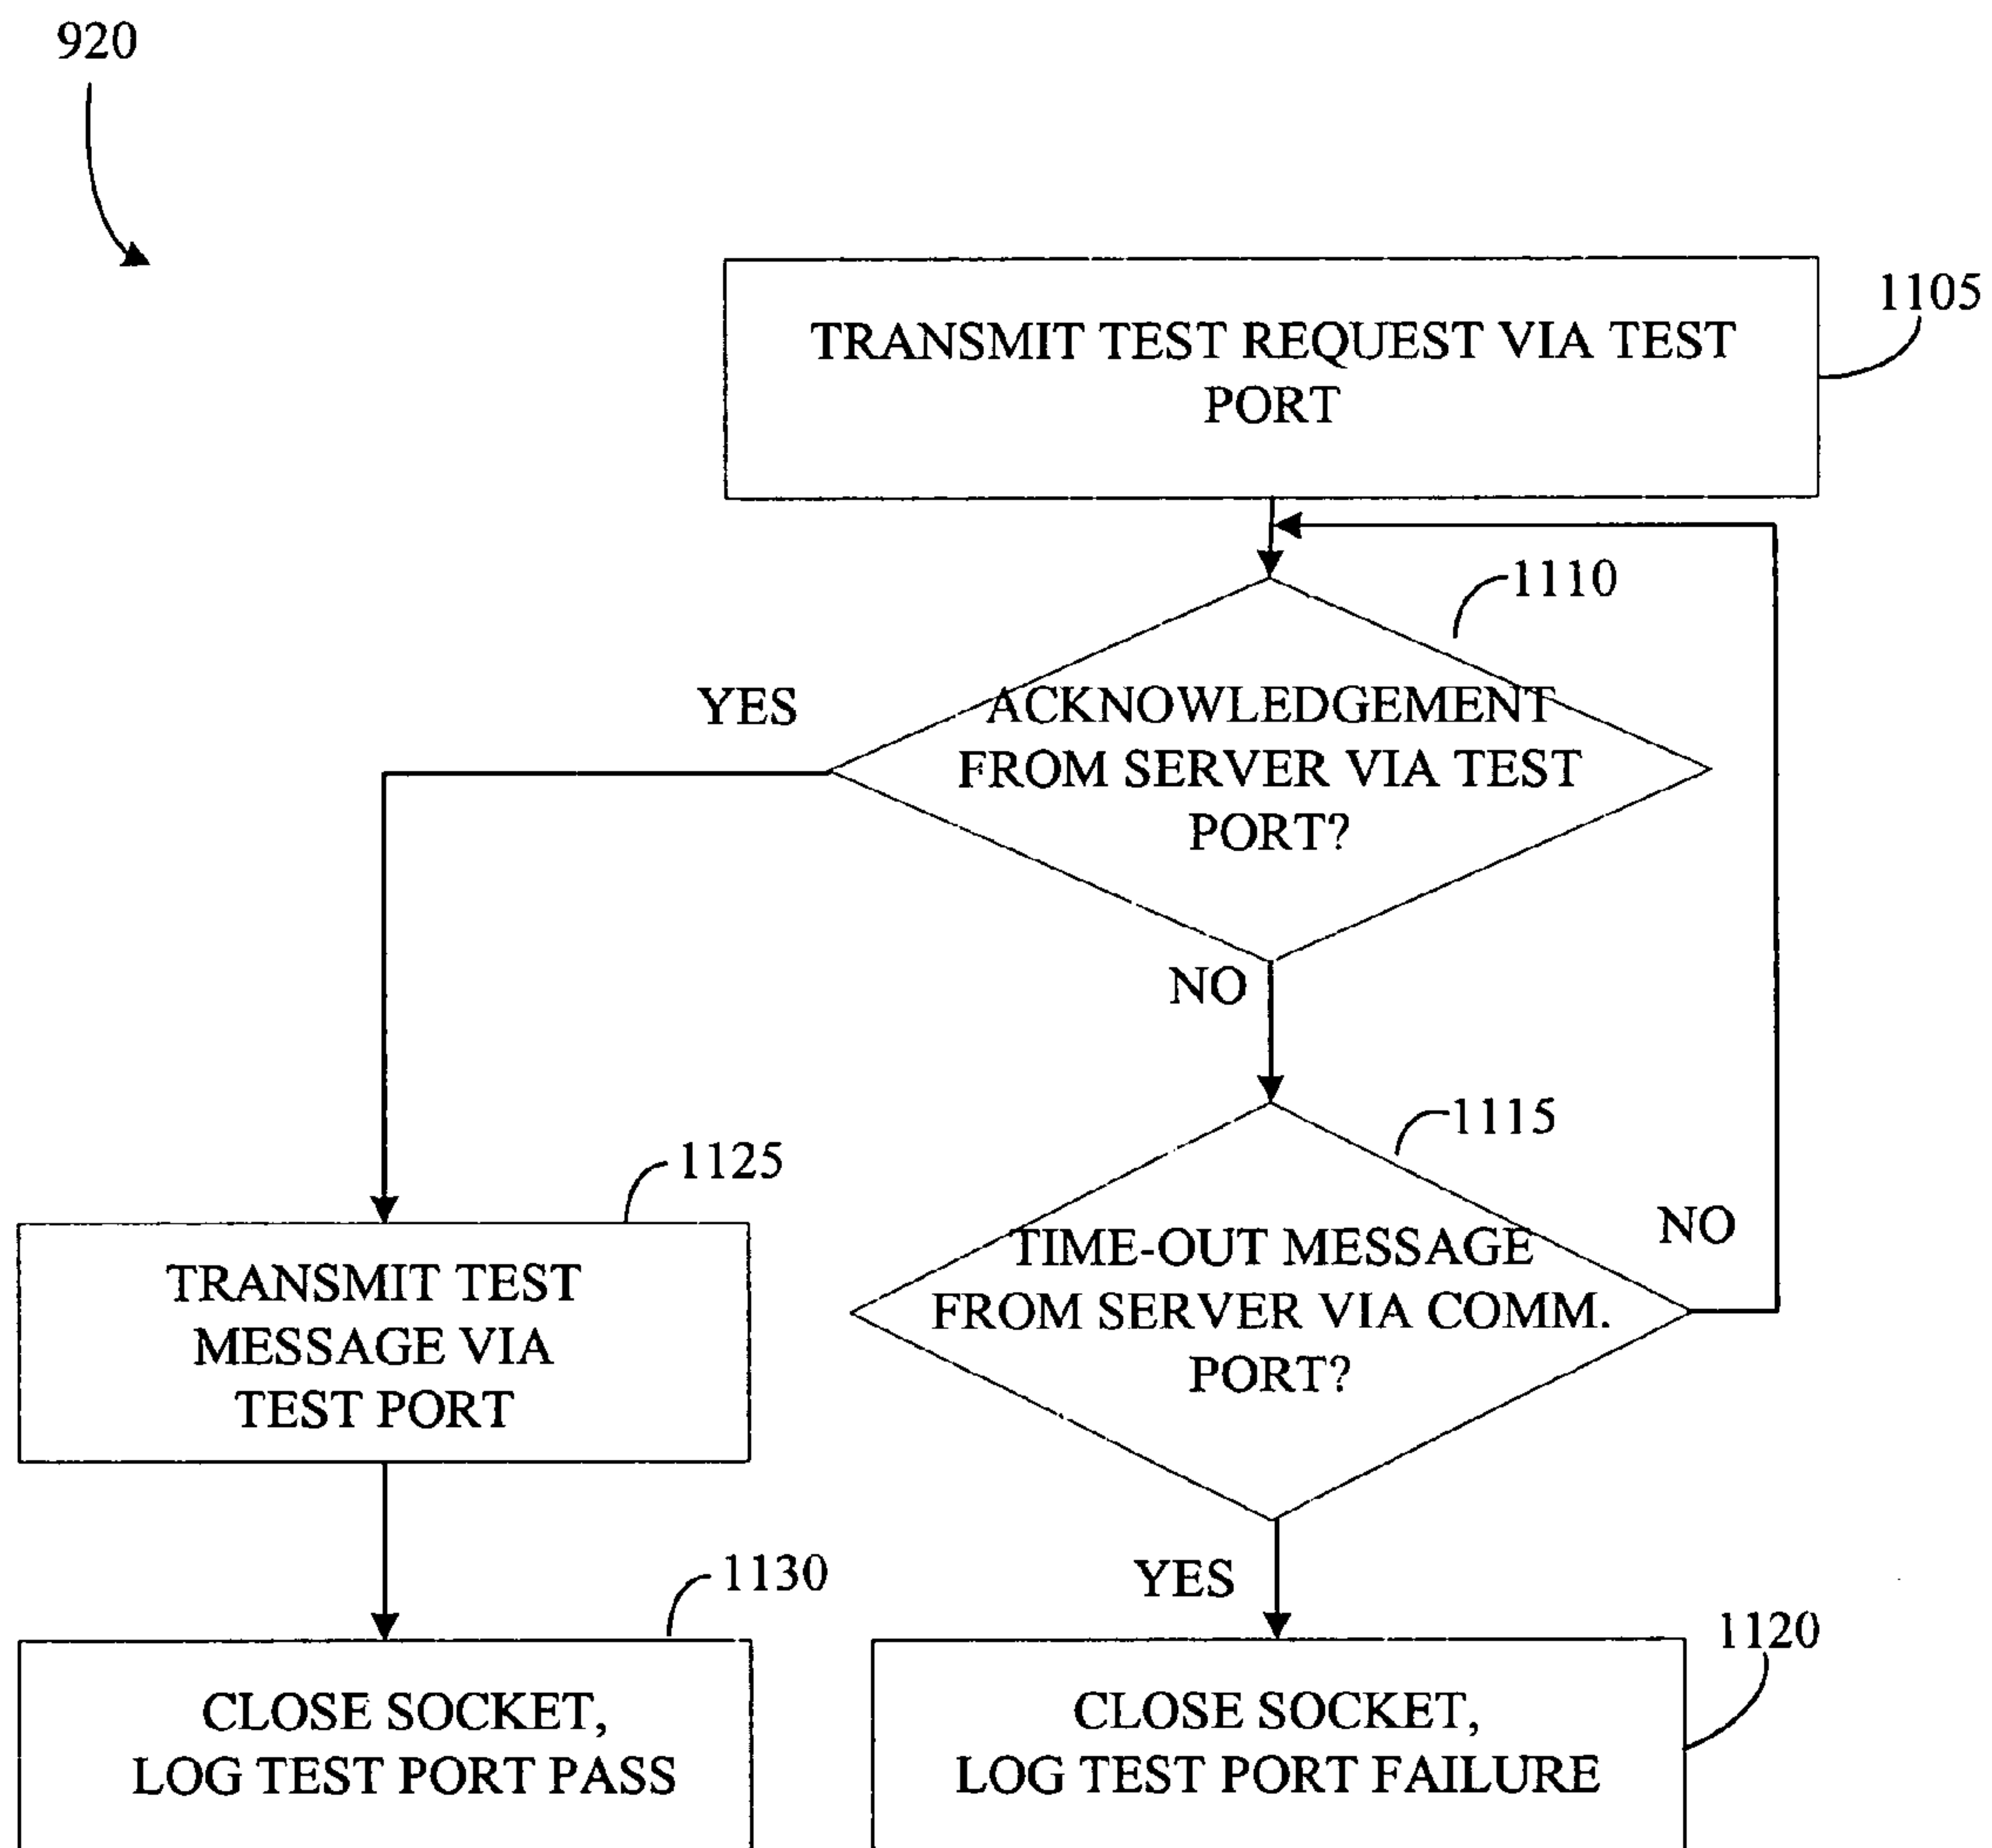 920
TRANSMIT TEST REQUEST VIA TEST
PORT
1105
1110
ACKNOWLEDGEMENT
FROM SERVER VIA TEST
PORT?
YES
NO
1115
TIME-OUT MESSAGE
FROM SERVER VIA COMM.
PORT?
NO
YES
1125
TRANSMIT TEST
MESSAGE VIA
TEST PORT
1130
CLOSE SOCKET,
LOG TEST PORT PASS
1120
CLOSE SOCKET,
LOG TEST PORT FAILURE